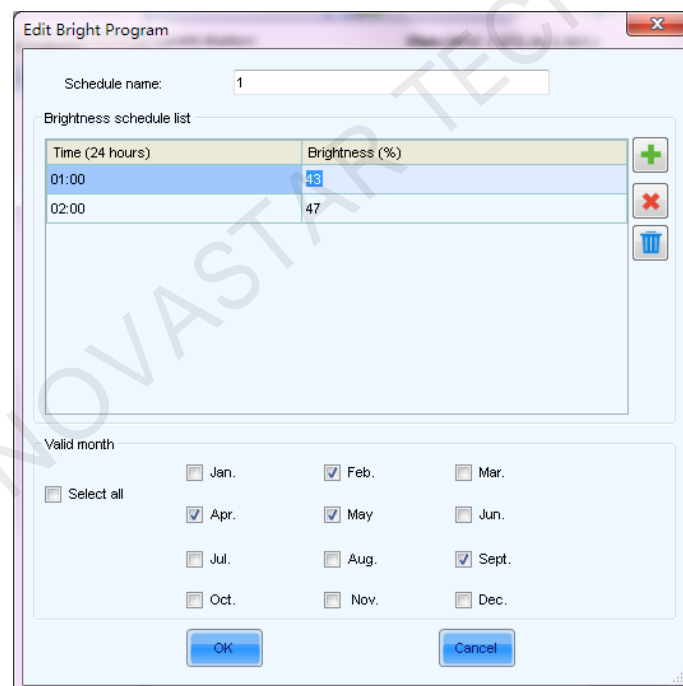 Edit Bright Program
Schedule name: 1
Brightness schedule list
Time (24 hours) Brightness (%)
01:00 43
02:00 47
Valid month
Select all
Jan. Feb. Mar.
Apr. May Jun.
Jul. Aug. Sept.
Oct. Nov. Dec.
OK Cancel
NOVASTAR TECH